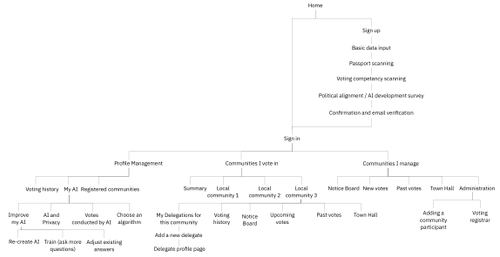 Home
Sign up
Basic data input
Passport scanning
Voting competency scanning
Political alignment / AI development survey
Confirmation and email verification
Sign in
Profile Management
Communities I vote in
Communities I manage
Voting history
My AI
Registered communities
Summary
Local
community 1
Local
community 2
Local
community 3
Notice Board
New votes
Past votes
Town Hall
Administration
Improve
my AI
AI and
Privacy
Votes
conducted by AI
Choose an
algorithm
My Delegations for
this community
Voting
history
Notice
Board
Upcoming
votes
Past votes
Town Hall
Adding a
community
participant
Voting
registrar
Re-create AI
Train (ask more
questions)
Adjust existing
answers
Add a new delegate
Delegate profile page